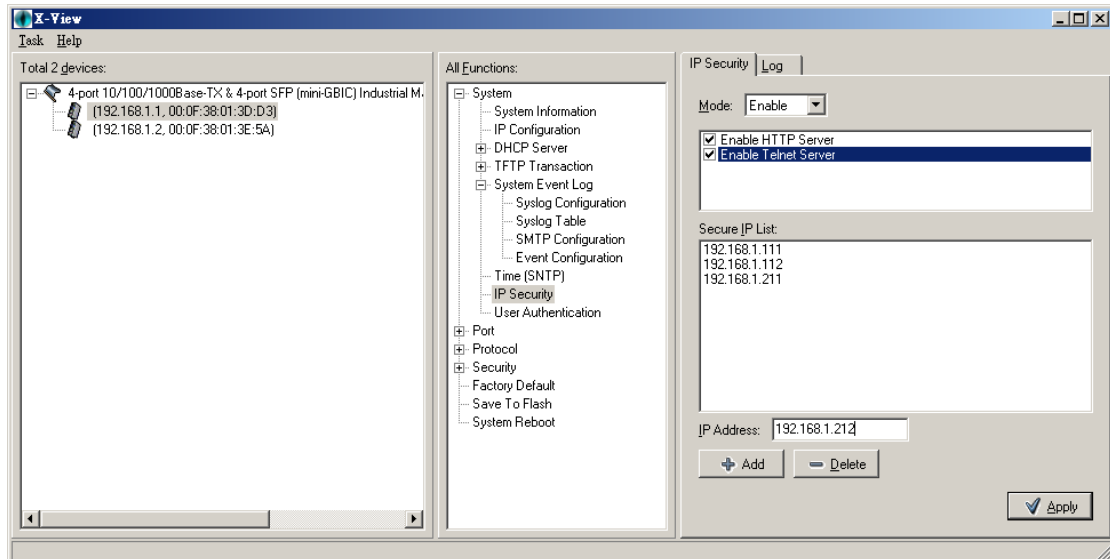 X-View
Task Help
Total 2 devices:
4-port 10/100/1000Base-TX & 4-port SFP (mini-GBIC) Industrial M
(192.168.1.1, 00:0F:38:01:3D:D3)
(192.168.1.2, 00:0F:38:01:3E:5A)
All Functions:
System
System Information
IP Configuration
DHCP Server
TFTP Transaction
System Event Log
Syslog Configuration
Syslog Table
SMTP Configuration
Event Configuration
Time (SNTP)
IP Security
User Authentication
Port
Protocol
Security
Factory Default
Save To Flash
System Reboot
IP Security Log
Mode: Enable
Enable HTTP Server
Enable Telnet Server
Secure IP List:
192.168.1.111
192.168.1.112
192.168.1.211
IP Address: 192.168.1.212
Add Delete
Apply